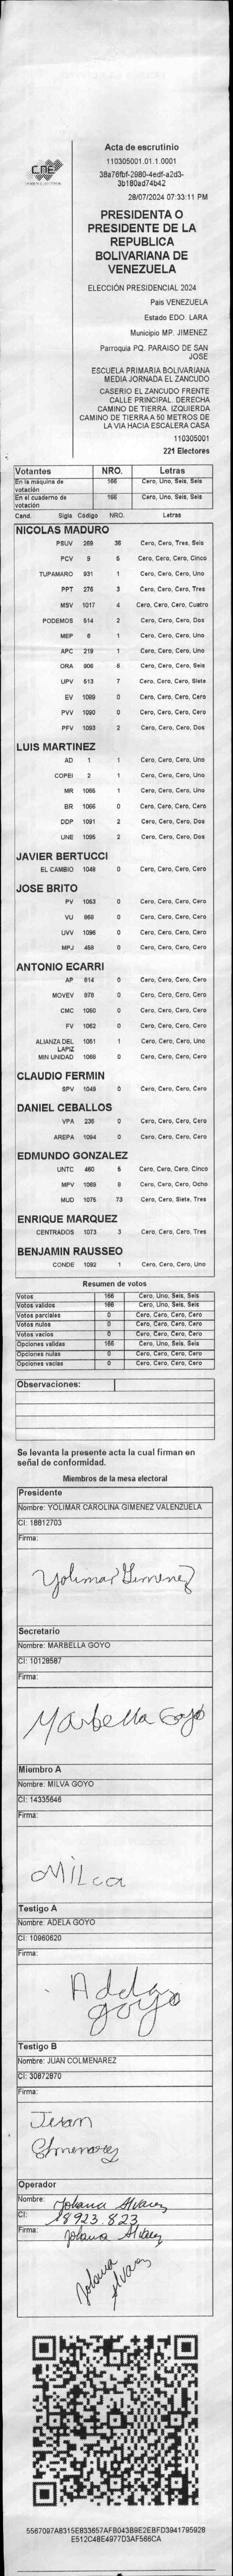 CNE
Acta de escrutinio
110305001.01.1.0001
38a76fbf-2980-4edf-a2d3-
3b180ad74b42
28/07/2024 07:33:11 PM
PRESIDENTA O
PRESIDENTE DE LA
REPUBLICA
BOLIVARIANA DE
VENEZUELA
ELECCIÓN PRESIDENCIAL 2024
Pais VENEZUELA
Estado EDO. LARA
Municipio MP. JIMENEZ
Parroquia PQ. PARAISO DE SAN
JOSE
ESCUELA PRIMARIA BOLIVARIANA
MEDIA JORNADA EL ZANCUDO
CASERIO EL ZANCUDO FRENTE
CALLE PRINCIPAL. DERECHA
CAMINO DE TIERRA. IZQUIERDA
CAMINO DE TIERRA A 50 METROS DE
LA VIA HACIA ESCALERA CASA
110305001
221 Electores
Votantes NRO. Letras
En la máquina de votación 166 Cero, Uno, Seis, Seis
En el cuaderno de votación 166 Cero, Uno, Seis, Seis
Cand. Sigla Código NRO. Letras
NICOLAS MADURO
PSUV 269 36 Cero, Cero, Tres, Seis
PCV 9 5 Cero, Cero, Cero, Cinco
TUPAMARO 931 1 Cero, Cero, Cero, Uno
PPT 276 3 Cero, Cero, Cero, Tres
MSV 1017 4 Cero, Cero, Cero, Cuatro
PODEMOS 514 2 Cero, Cero, Cero, Dos
MEP 6 1 Cero, Cero, Cero, Uno
APC 219 1 Cero, Cero, Cero, Uno
ORA 906 6 Cero, Cero, Cero, Seis
UPV 513 7 Cero, Cero, Cero, Siete
EV 1089 0 Cero, Cero, Cero, Cero
PVV 1090 0 Cero, Cero, Cero, Cero
PFV 1093 2 Cero, Cero, Cero, Dos
LUIS MARTINEZ
AD 1 1 Cero, Cero, Cero, Uno
COPEI 2 1 Cero, Cero, Cero, Uno
MR 1065 1 Cero, Cero, Cero, Uno
BR 1066 0 Cero, Cero, Cero, Cero
DDP 1091 2 Cero, Cero, Cero, Dos
UNE 1095 2 Cero, Cero, Cero, Dos
JAVIER BERTUCCI
EL CAMBIO 1048 0 Cero, Cero, Cero, Cero
JOSE BRITO
PV 1053 0 Cero, Cero, Cero, Cero
VU 868 0 Cero, Cero, Cero, Cero
UVV 1096 0 Cero, Cero, Cero, Cero
MPJ 458 0 Cero, Cero, Cero, Cero
ANTONIO ECARRI
AP 814 0 Cero, Cero, Cero, Cero
MOVEV 978 0 Cero, Cero, Cero, Cero
CMC 1050 0 Cero, Cero, Cero, Cero
FV 1062 0 Cero, Cero, Cero, Cero
ALIANZA DEL LAPIZ 1051 1 Cero, Cero, Cero, Uno
MIN UNIDAD 1068 0 Cero, Cero, Cero, Cero
CLAUDIO FERMIN
SPV 1049 0 Cero, Cero, Cero, Cero
DANIEL CEBALLOS
VPA 236 0 Cero, Cero, Cero, Cero
AREPA 1094 0 Cero, Cero, Cero, Cero
EDMUNDO GONZALEZ
UNTC 460 5 Cero, Cero, Cero, Cinco
MPV 1069 8 Cero, Cero, Cero, Ocho
MUD 1075 73 Cero, Cero, Siete, Tres
ENRIQUE MARQUEZ
CENTRADOS 1073 3 Cero, Cero, Cero, Tres
BENJAMIN RAUSSEO
CONDE 1092 1 Cero, Cero, Cero, Uno
Resumen de votos
Votos 166 Cero, Uno, Seis, Seis
Votos validos 166 Cero, Uno, Seis, Seis
Votos parciales 0 Cero, Cero, Cero, Cero
Votos nulos 0 Cero, Cero, Cero, Cero
Votos vacios 0 Cero, Cero, Cero, Cero
Opciones validas 166 Cero, Uno, Seis, Seis
Opciones nulas 0 Cero, Cero, Cero, Cero
Opciones vacias 0 Cero, Cero, Cero, Cero
Observaciones:
Se levanta la presente acta la cual firman en
señal de conformidad.
Miembros de la mesa electoral
Presidente
Nombre: YOLIMAR CAROLINA GIMENEZ VALENZUELA
CI: 18812703
Firma:
Yolimar Gimenez
Secretario
Nombre: MARBELLA GOYO
CI: 10128587
Firma:
Marbella Goyo
Miembro A
Nombre: MILVA GOYO
CI: 14335646
Firma:
Milca
Testigo A
Nombre: ADELA GOYO
CI: 10960620
Firma:
Adela
goyo
Testigo B
Nombre: JUAN COLMENAREZ
CI: 30872870
Firma:
Juan
Colmenarez
Operador
Nombre: Johana Alvarez
CI: 18923.823
Firma: Johana Alvarez
Johana
Alvarez
5567097A8315E833657AFB043B9E2EBFD3941795928
E512C48E4977D3AF566CA